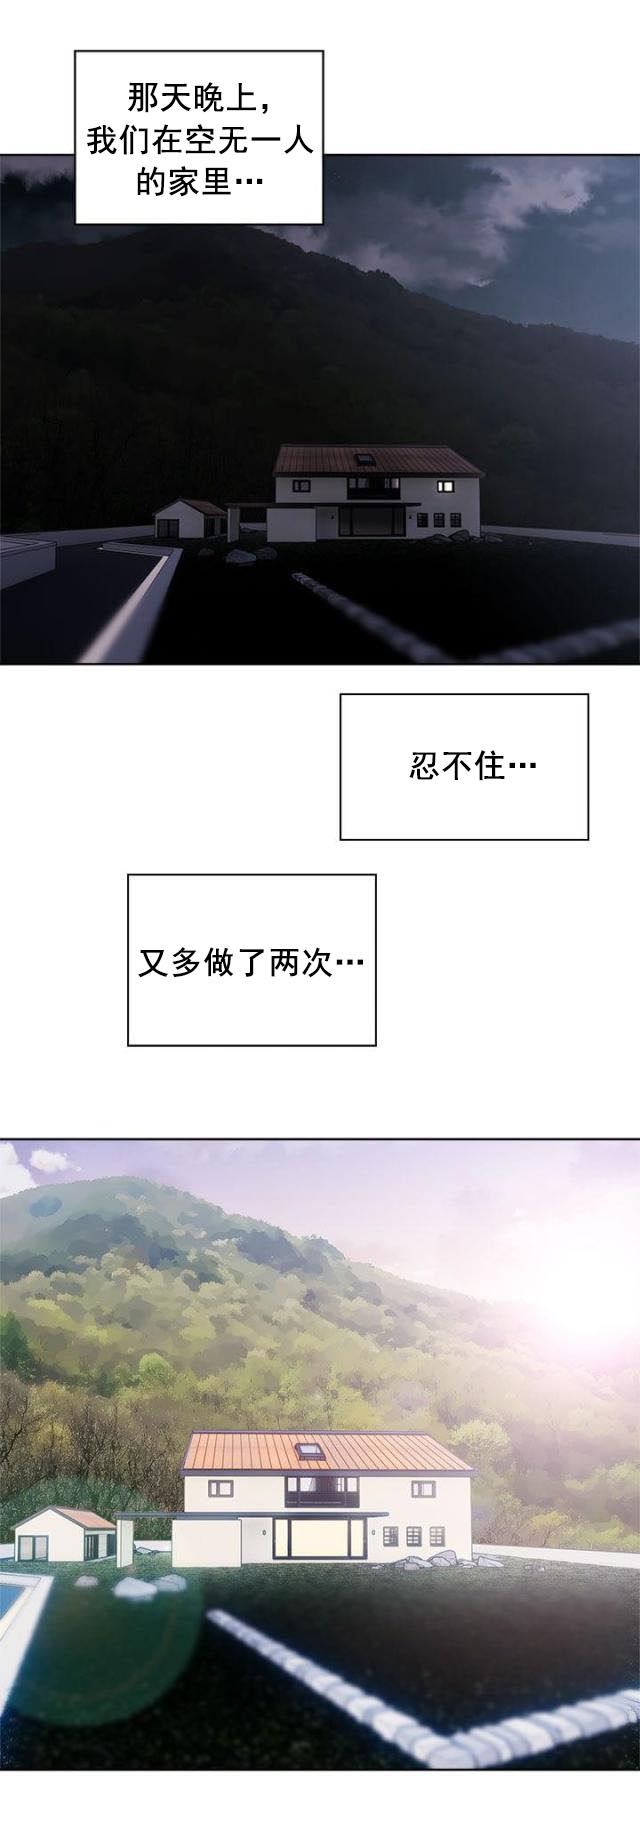 那天晚上，
我们在空无一人
的家里…
忍不住…
又多做了两次…